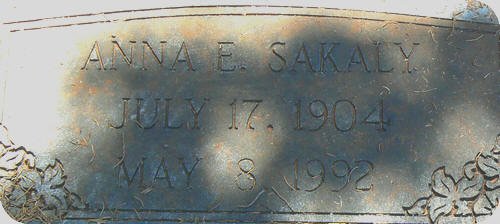 ANNA E. SAKALY
JULY 17, 1904
MAY 8 1992